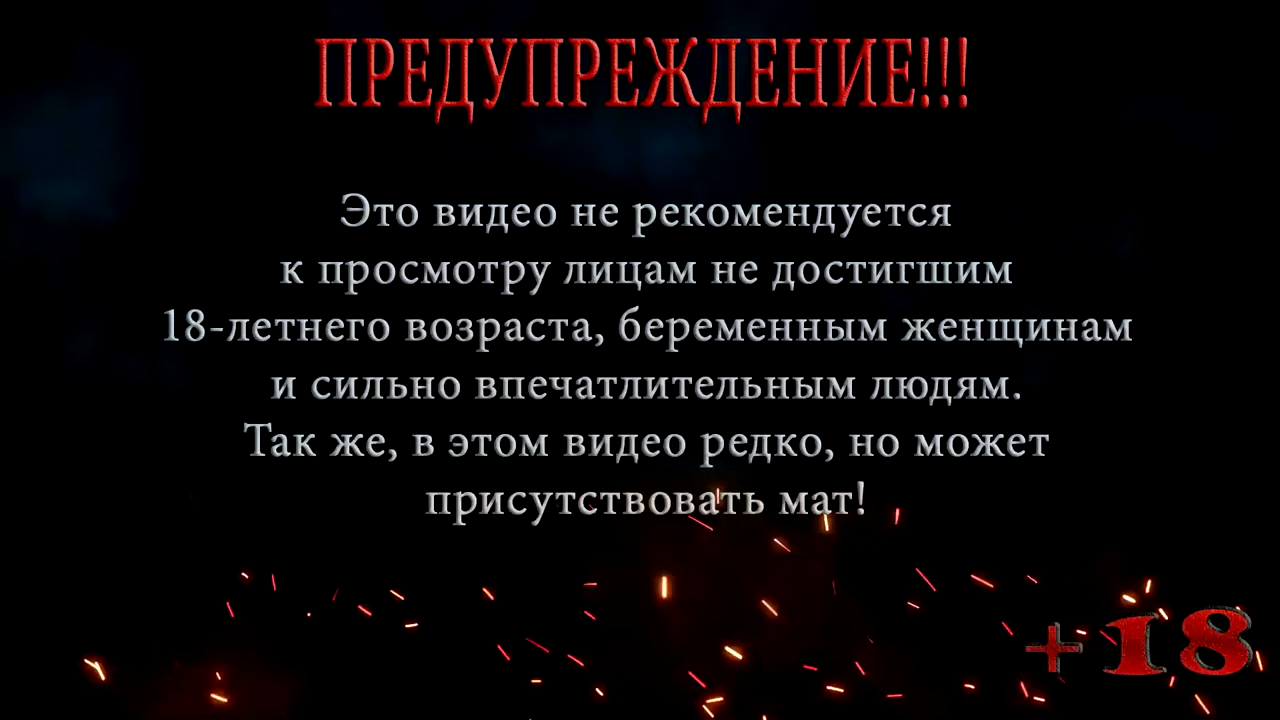 ПРЕДУПРЕЖДЕНИЕ!!!
Это видео не рекомендуется
к просмотру лицам не достигшим
18-летнего возраста, беременным женщинам
и сильно впечатлительным людям.
Так же, в этом видео редко, но может
присутствовать мат!
+18